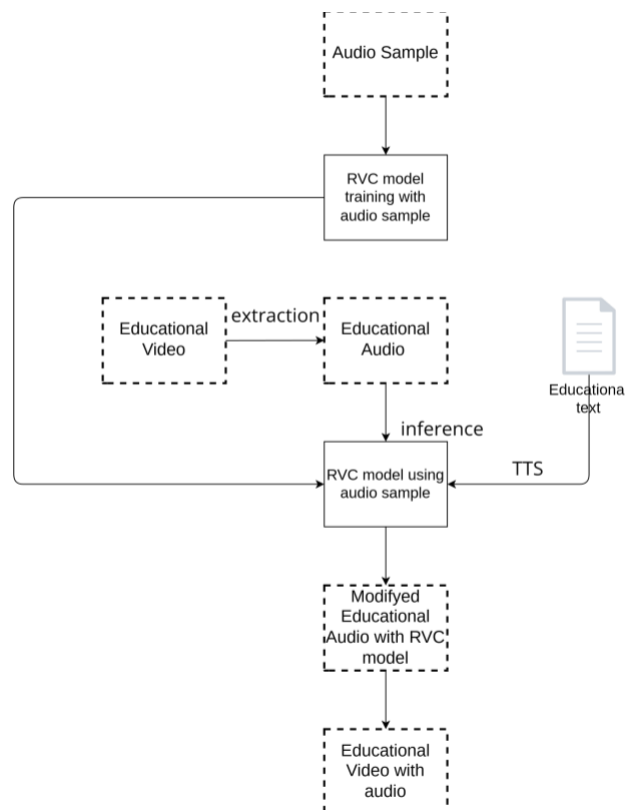 Audio Sample
RVC model
training with
audio sample
Educational
Video
extraction
Educational
Audio
Educationa
text
inference
RVC model using
audio sample
TTS
Modifyed
Educational
Audio with RVC
model
Educational
Video with
audio